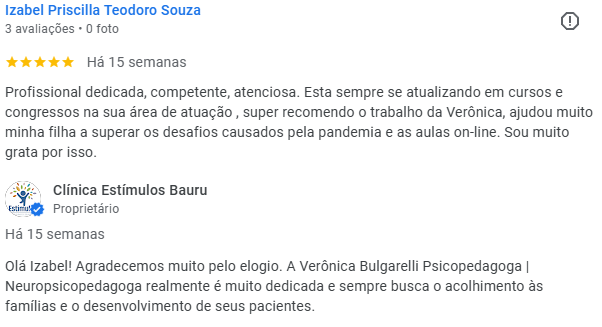 Izabel Priscilla Teodoro Souza
3 avaliações • 0 foto
Há 15 semanas
Profissional dedicada, competente, atenciosa. Esta sempre se atualizando em cursos e
congressos na sua área de atuação , super recomendo o trabalho da Verônica, ajudou muito
minha filha a superar os desafios causados pela pandemia e as aulas on-line. Sou muito
grata por isso.
Clínica Estímulos Bauru
Proprietário
Há 15 semanas
Olá Izabel! Agradecemos muito pelo elogio. A Verônica Bulgarelli Psicopedagoga |
Neuropsicopedagoga realmente é muito dedicada e sempre busca o acolhimento às
famílias e o desenvolvimento de seus pacientes.